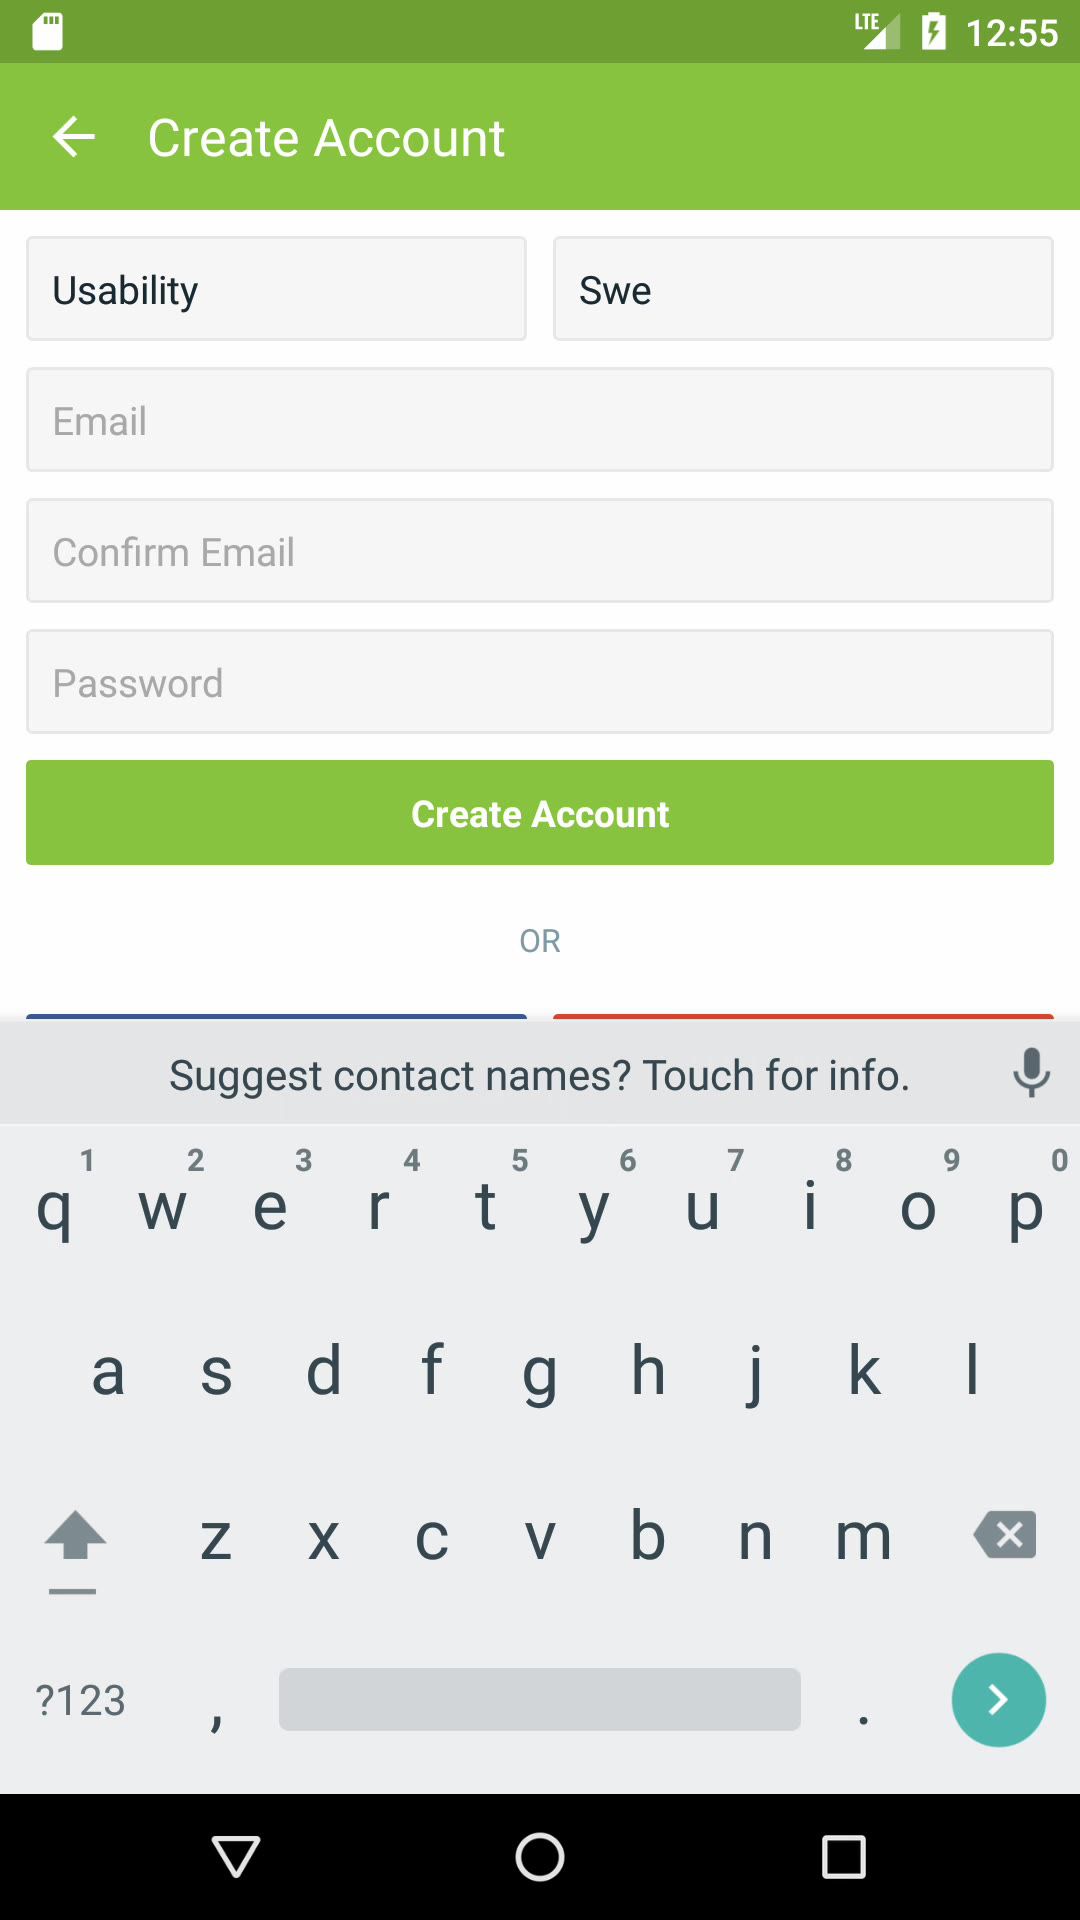 LTE 12:55
Create Account
Usability Swe
Email
Confirm Email
Password
Create Account
OR
Suggest contact names? Touch for info.
1 2 3 4 5 6 7 8 9 0
q w e r t y u i o p
a s d f g h j k l
z x c v b n m
?123 , .